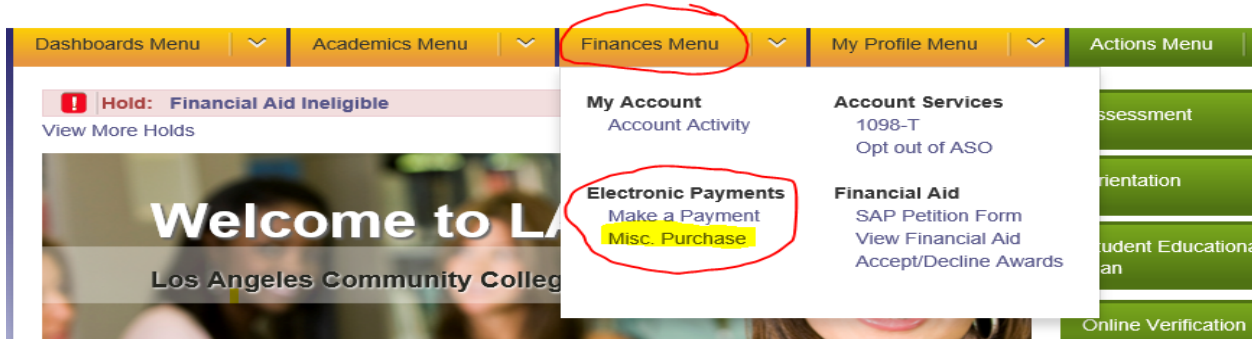 Dashboards Menu
Academics Menu
Finances Menu
My Profile Menu
Actions Menu
! Hold: Financial Aid Ineligible
View More Holds
My Account
Account Activity
Electronic Payments
Make a Payment
Misc. Purchase
Account Services
1098-T
Opt out of ASO
Financial Aid
SAP Petition Form
View Financial Aid
Accept/Decline Awards
Welcome to LA
Los Angeles Community Colleg
ssessment
rientation
tudent Educationa
an
Online Verification